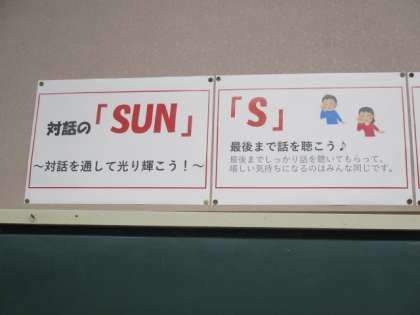 対話の「SUN」
～対話を通して光り輝こう！～
「S」
最後まで話を聴こう♪
最後までしっかり話を聴いてもらって、
嬉しい気持ちになるのはみんな同じです。